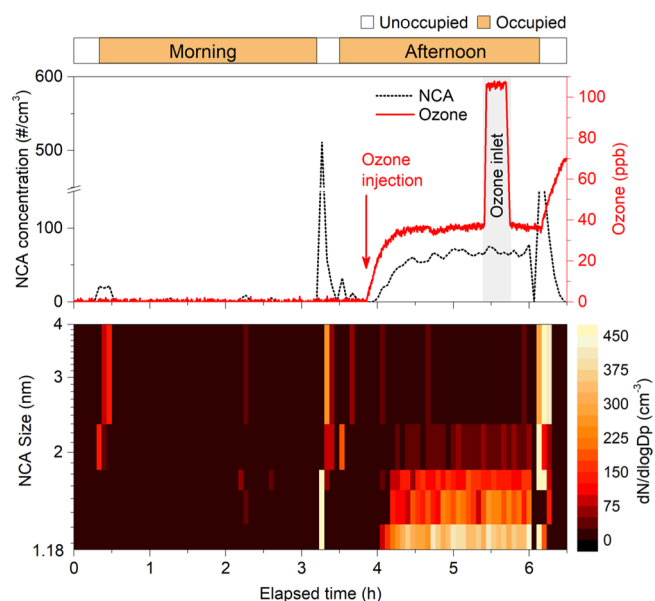 Unoccupied Occupied
Morning Afternoon
600
500
100
0
NCA concentration (#/cm³)
NCA
Ozone
Ozone
injection
Ozone inlet
100
80
60
40
20
0
Ozone (ppb)
4
3
2
1.18
NCA Size (nm)
0 1 2 3 4 5 6
Elapsed time (h)
450
375
300
225
150
75
0
dN/dlogDp (cm⁻³)